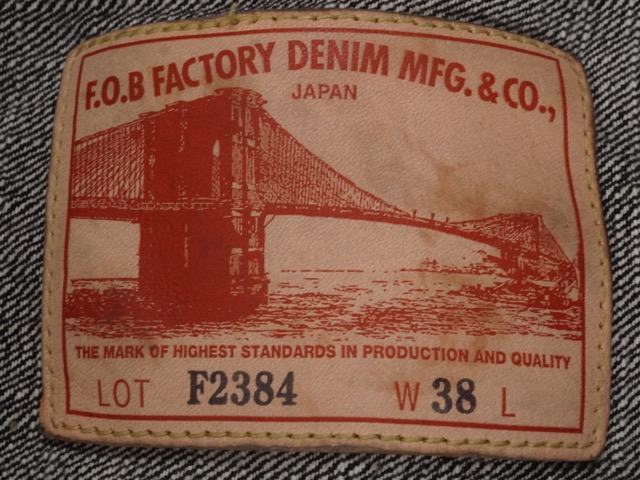 F.O.B FACTORY DENIM MFG. & CO.,
JAPAN
THE MARK OF HIGHEST STANDARDS IN PRODUCTION AND QUALITY
LOT F2384 W 38 L